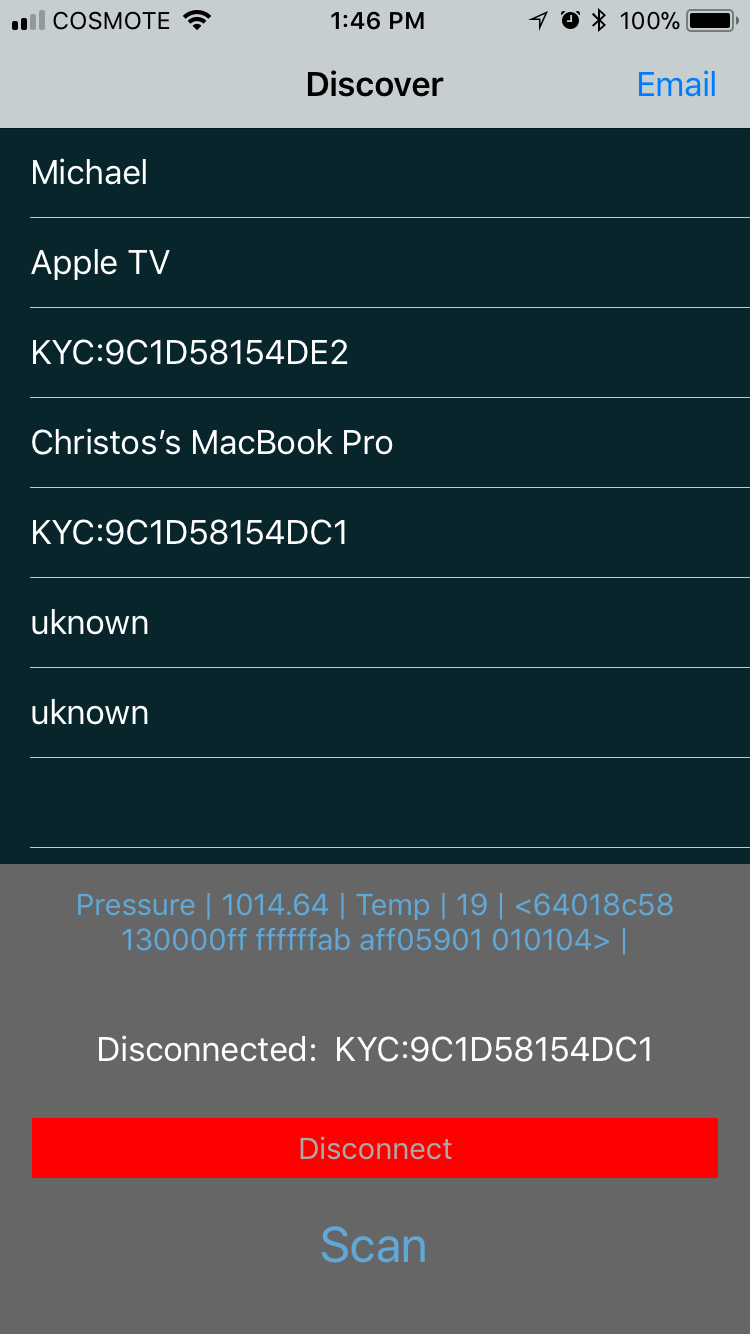 COSMOTE 1:46 PM 100%
Discover Email
Michael
Apple TV
KYC:9C1D58154DE2
Christos’s MacBook Pro
KYC:9C1D58154DC1
uknown
uknown
Pressure | 1014.64 | Temp | 19 | <64018c58
130000ff ffffffab aff05901 010104> |
Disconnected: KYC:9C1D58154DC1
Disconnect
Scan